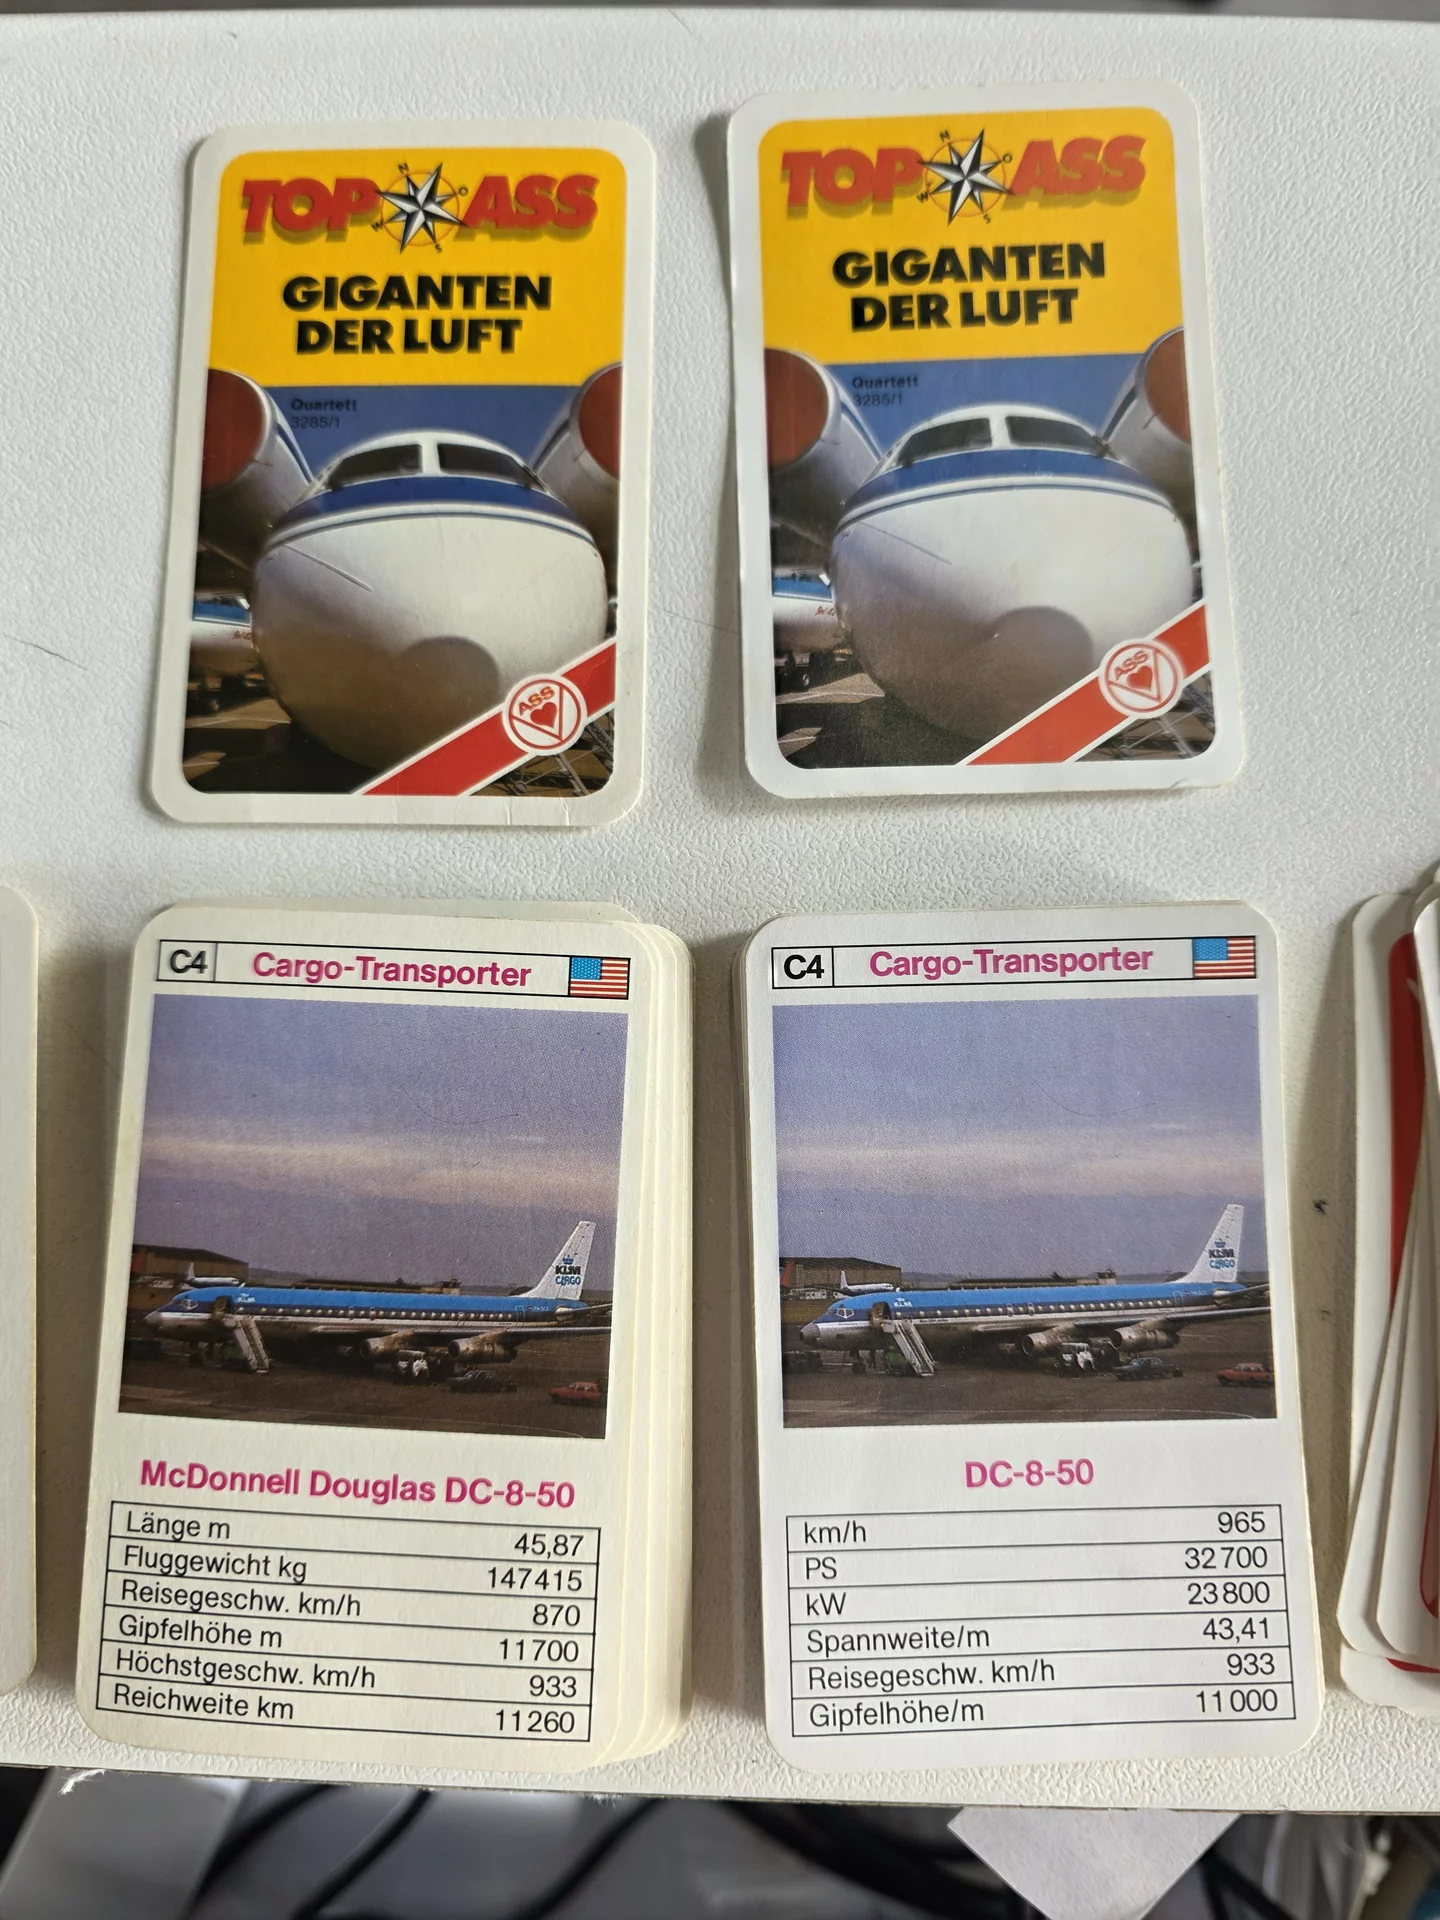 TOP ASS
N
O
S
W
GIGANTEN
DER LUFT
Quartett
3285/1
ASS
TOP ASS
N
O
S
W
GIGANTEN
DER LUFT
Quartett
3285/1
ASS
C4 Cargo-Transporter
KLM
CARGO
KLM
McDonnell Douglas DC-8-50
Länge m 45,87
Fluggewicht kg 147415
Reisegeschw. km/h 870
Gipfelhöhe m 11700
Höchstgeschw. km/h 933
Reichweite km 11260
C4 Cargo-Transporter
KLM
CARGO
KLM
DC-8-50
km/h 965
PS 32700
kW 23800
Spannweite/m 43,41
Reisegeschw. km/h 933
Gipfelhöhe/m 11000